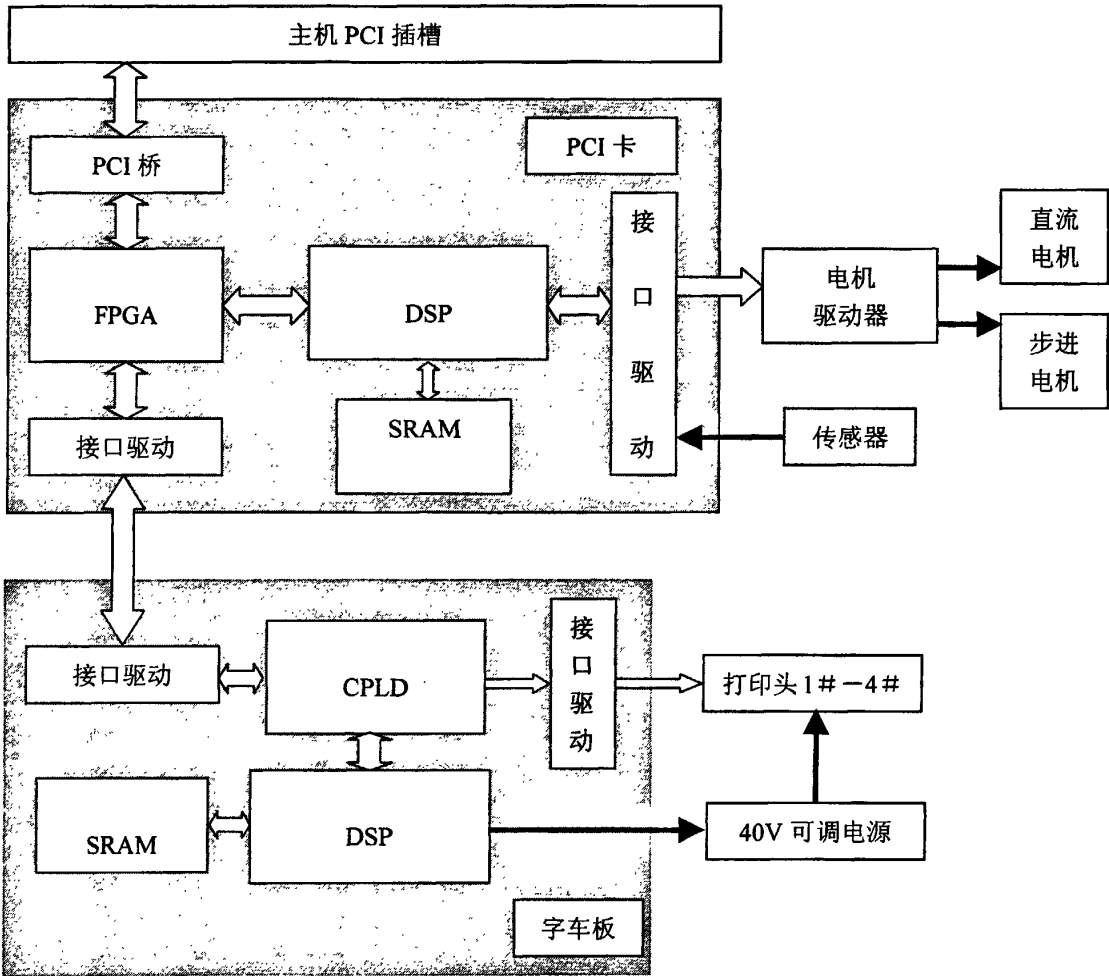 主机 PCI 插槽
PCI 桥
PCI 卡
FPGA
DSP
SRAM
接口驱动
接
口
驱
动
电机
驱动器
直流
电机
步进
电机
传感器
接口驱动
CPLD
接
口
驱
动
打印头 1＃－4＃
SRAM
DSP
40V 可调电源
字车板